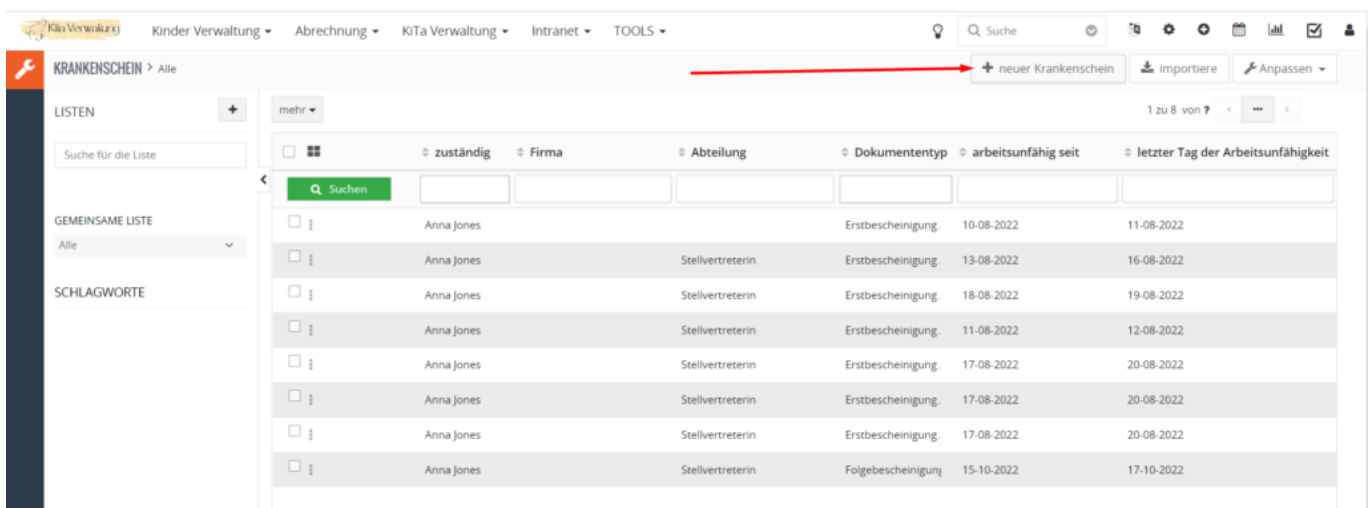 Kinder Verwaltung Abrechnung KiTa Verwaltung Intranet TOOLS Suche
KRANKENSCHEIN > Alle + neuer Krankenschein importiere Anpassen
LISTEN + mehr 1 zu 8 von ? < ... >
Suche für die Liste zuständig Firma Abteilung Dokumententyp arbeitsunfähig seit letzter Tag der Arbeitsunfähigkeit
Suchen
GEMEINSAME LISTE Anna Jones Erstbescheinigung. 10-08-2022 11-08-2022
Alle Anna Jones Stellvertreterin Erstbescheinigung. 13-08-2022 16-08-2022
SCHLAGWORTE Anna Jones Stellvertreterin Erstbescheinigung. 18-08-2022 19-08-2022
Anna Jones Stellvertreterin Erstbescheinigung. 11-08-2022 12-08-2022
Anna Jones Stellvertreterin Erstbescheinigung. 17-08-2022 20-08-2022
Anna Jones Stellvertreterin Erstbescheinigung. 17-08-2022 20-08-2022
Anna Jones Stellvertreterin Erstbescheinigung. 17-08-2022 20-08-2022
Anna Jones Stellvertreterin Folgebescheinigung 15-10-2022 17-10-2022